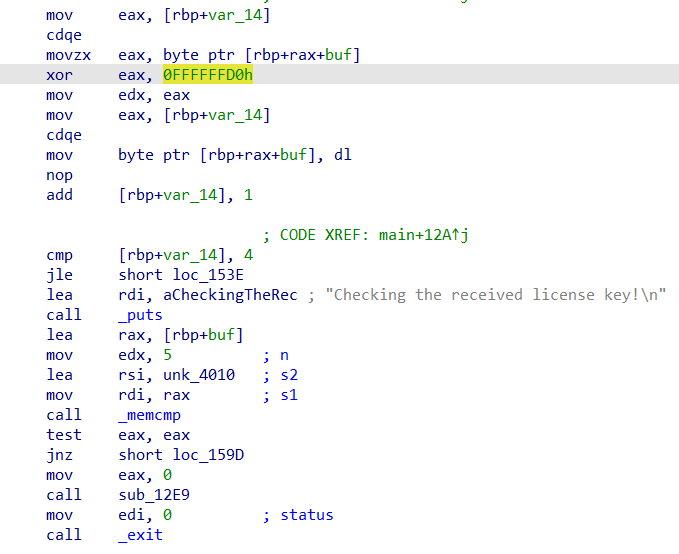 mov eax, [rbp+var_14]
cdqe
movzx eax, byte ptr [rbp+rax+buf]
xor eax, 0FFFFFFD0h
mov edx, eax
mov eax, [rbp+var_14]
cdqe
mov byte ptr [rbp+rax+buf], dl
nop
add [rbp+var_14], 1
; CODE XREF: main+12A↑j
cmp [rbp+var_14], 4
jle short loc_153E
lea rdi, aCheckingTheRec ; "Checking the received license key!\n"
call _puts
lea rax, [rbp+buf]
mov edx, 5 ; n
lea rsi, unk_4010 ; s2
mov rdi, rax ; s1
call _memcmp
test eax, eax
jnz short loc_159D
mov eax, 0
call sub_12E9
mov edi, 0 ; status
call _exit